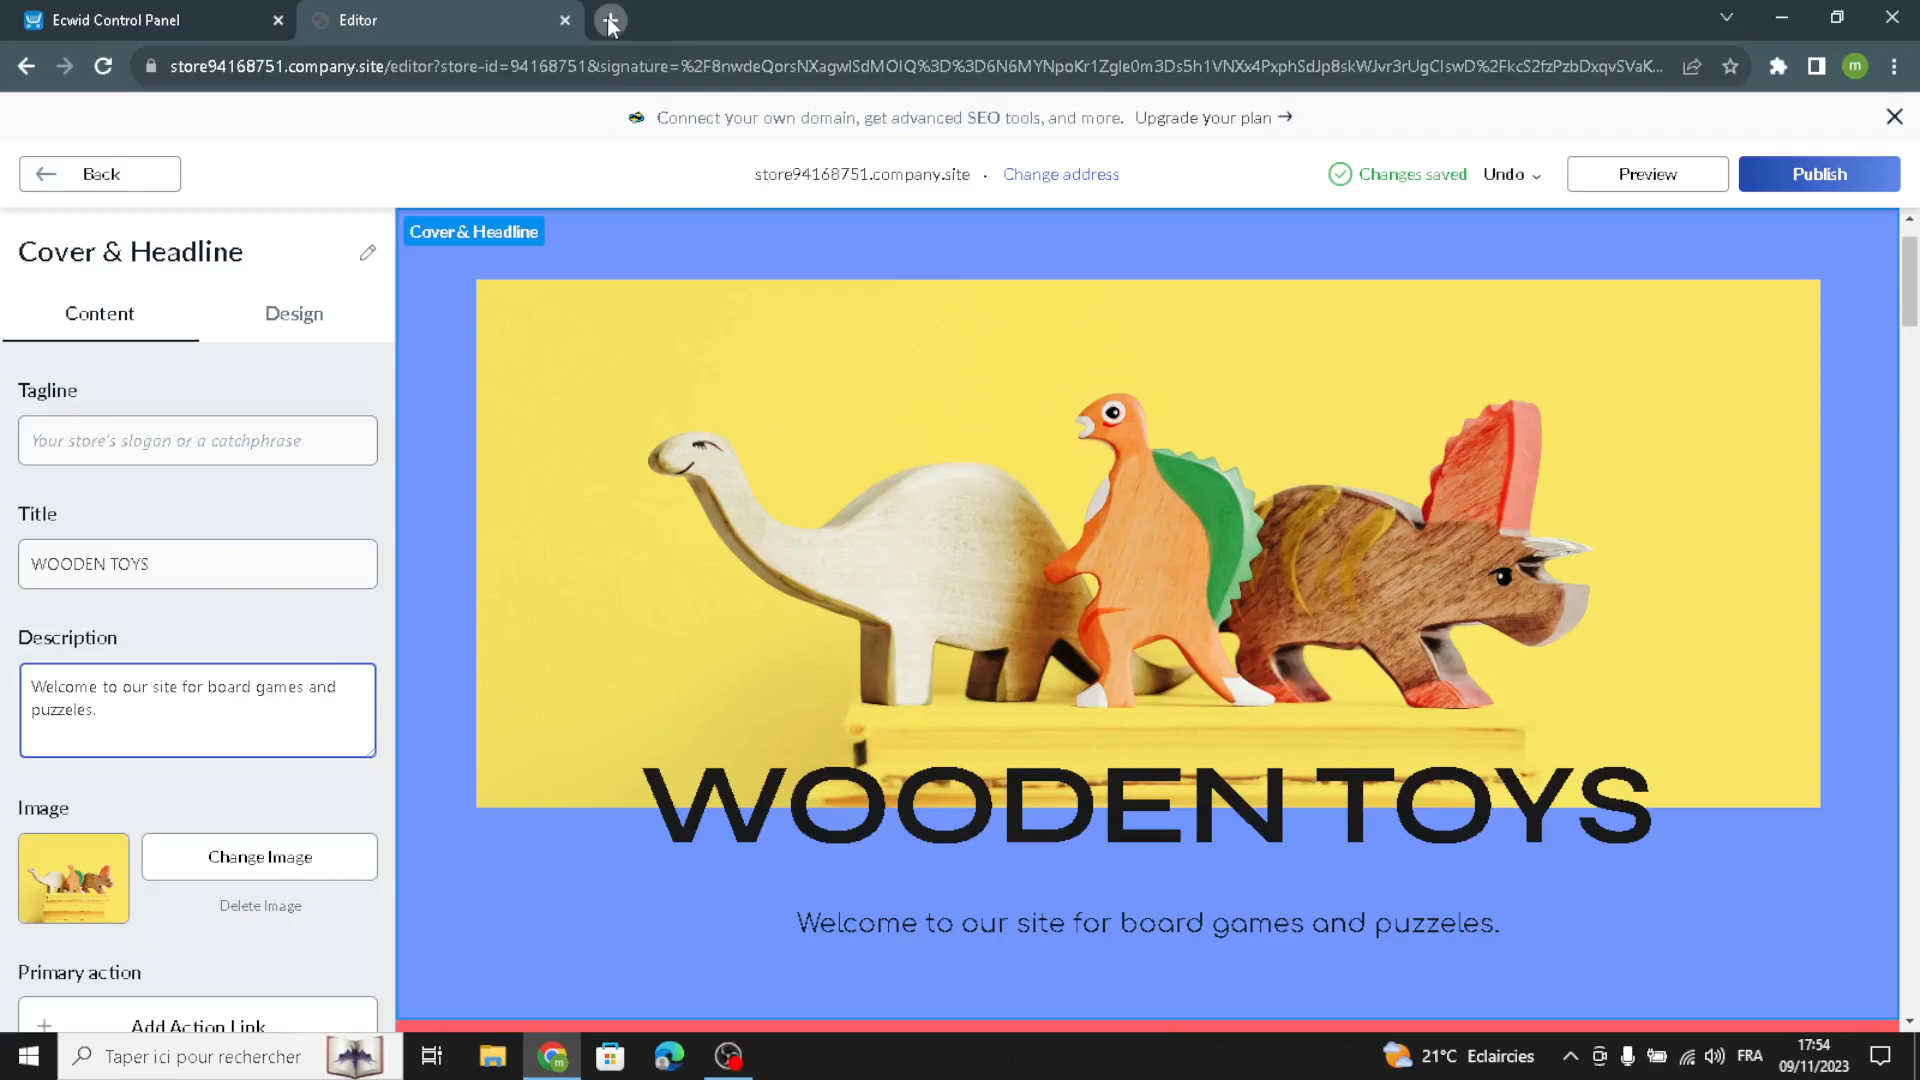 Ecwid Control Panel
Editor
store94168751.company.site/editor?store-id=94168751&signature=%2F8nwdeQorsNXagwlSdMOIQ%3D%3D6N6MYNpoKr1Zgle0m3Ds5h1VNXx4PxphSdJp8skWJvr3rUgCIswD%2FkcS2fzPzbDxqvSVaK...
m
Connect your own domain, get advanced SEO tools, and more. Upgrade your plan →
Back
store94168751.company.site · Change address
Changes saved
Undo
Preview
Publish
Cover & Headline
Content
Design
Tagline
Your store's slogan or a catchphrase
Title
WOODEN TOYS
Description
Welcome to our site for board games and
puzzeles.
Image
Change Image
Delete Image
Primary action
Add Action Link
Cover & Headline
WOODEN TOYS
Welcome to our site for board games and puzzeles.
Taper ici pour rechercher
21°C Eclaircies
FRA
17:54
09/11/2023